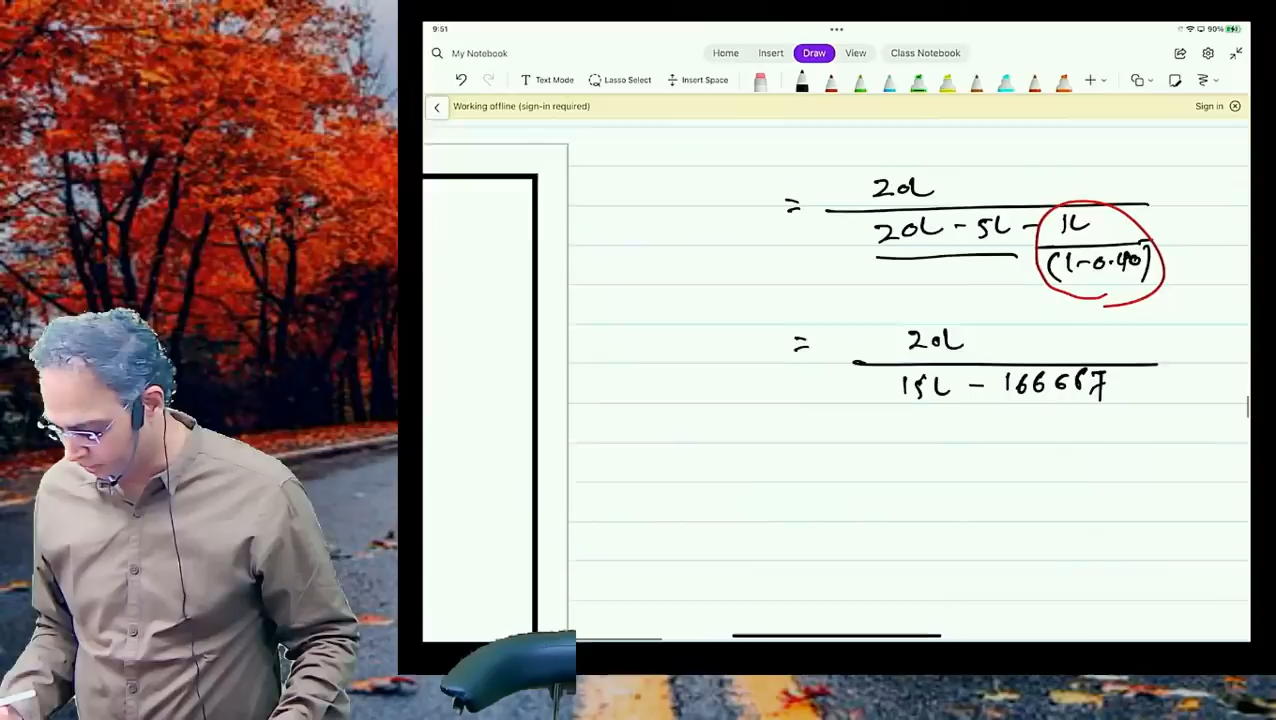 9:51
90%
My Notebook
Home Insert Draw View Class Notebook
Text Mode Lasso Select Insert Space
Working offline (sign-in required)
Sign in
= 20L
20L - 5L - 1L
(1-0.40)
= 20L
15L - 166667